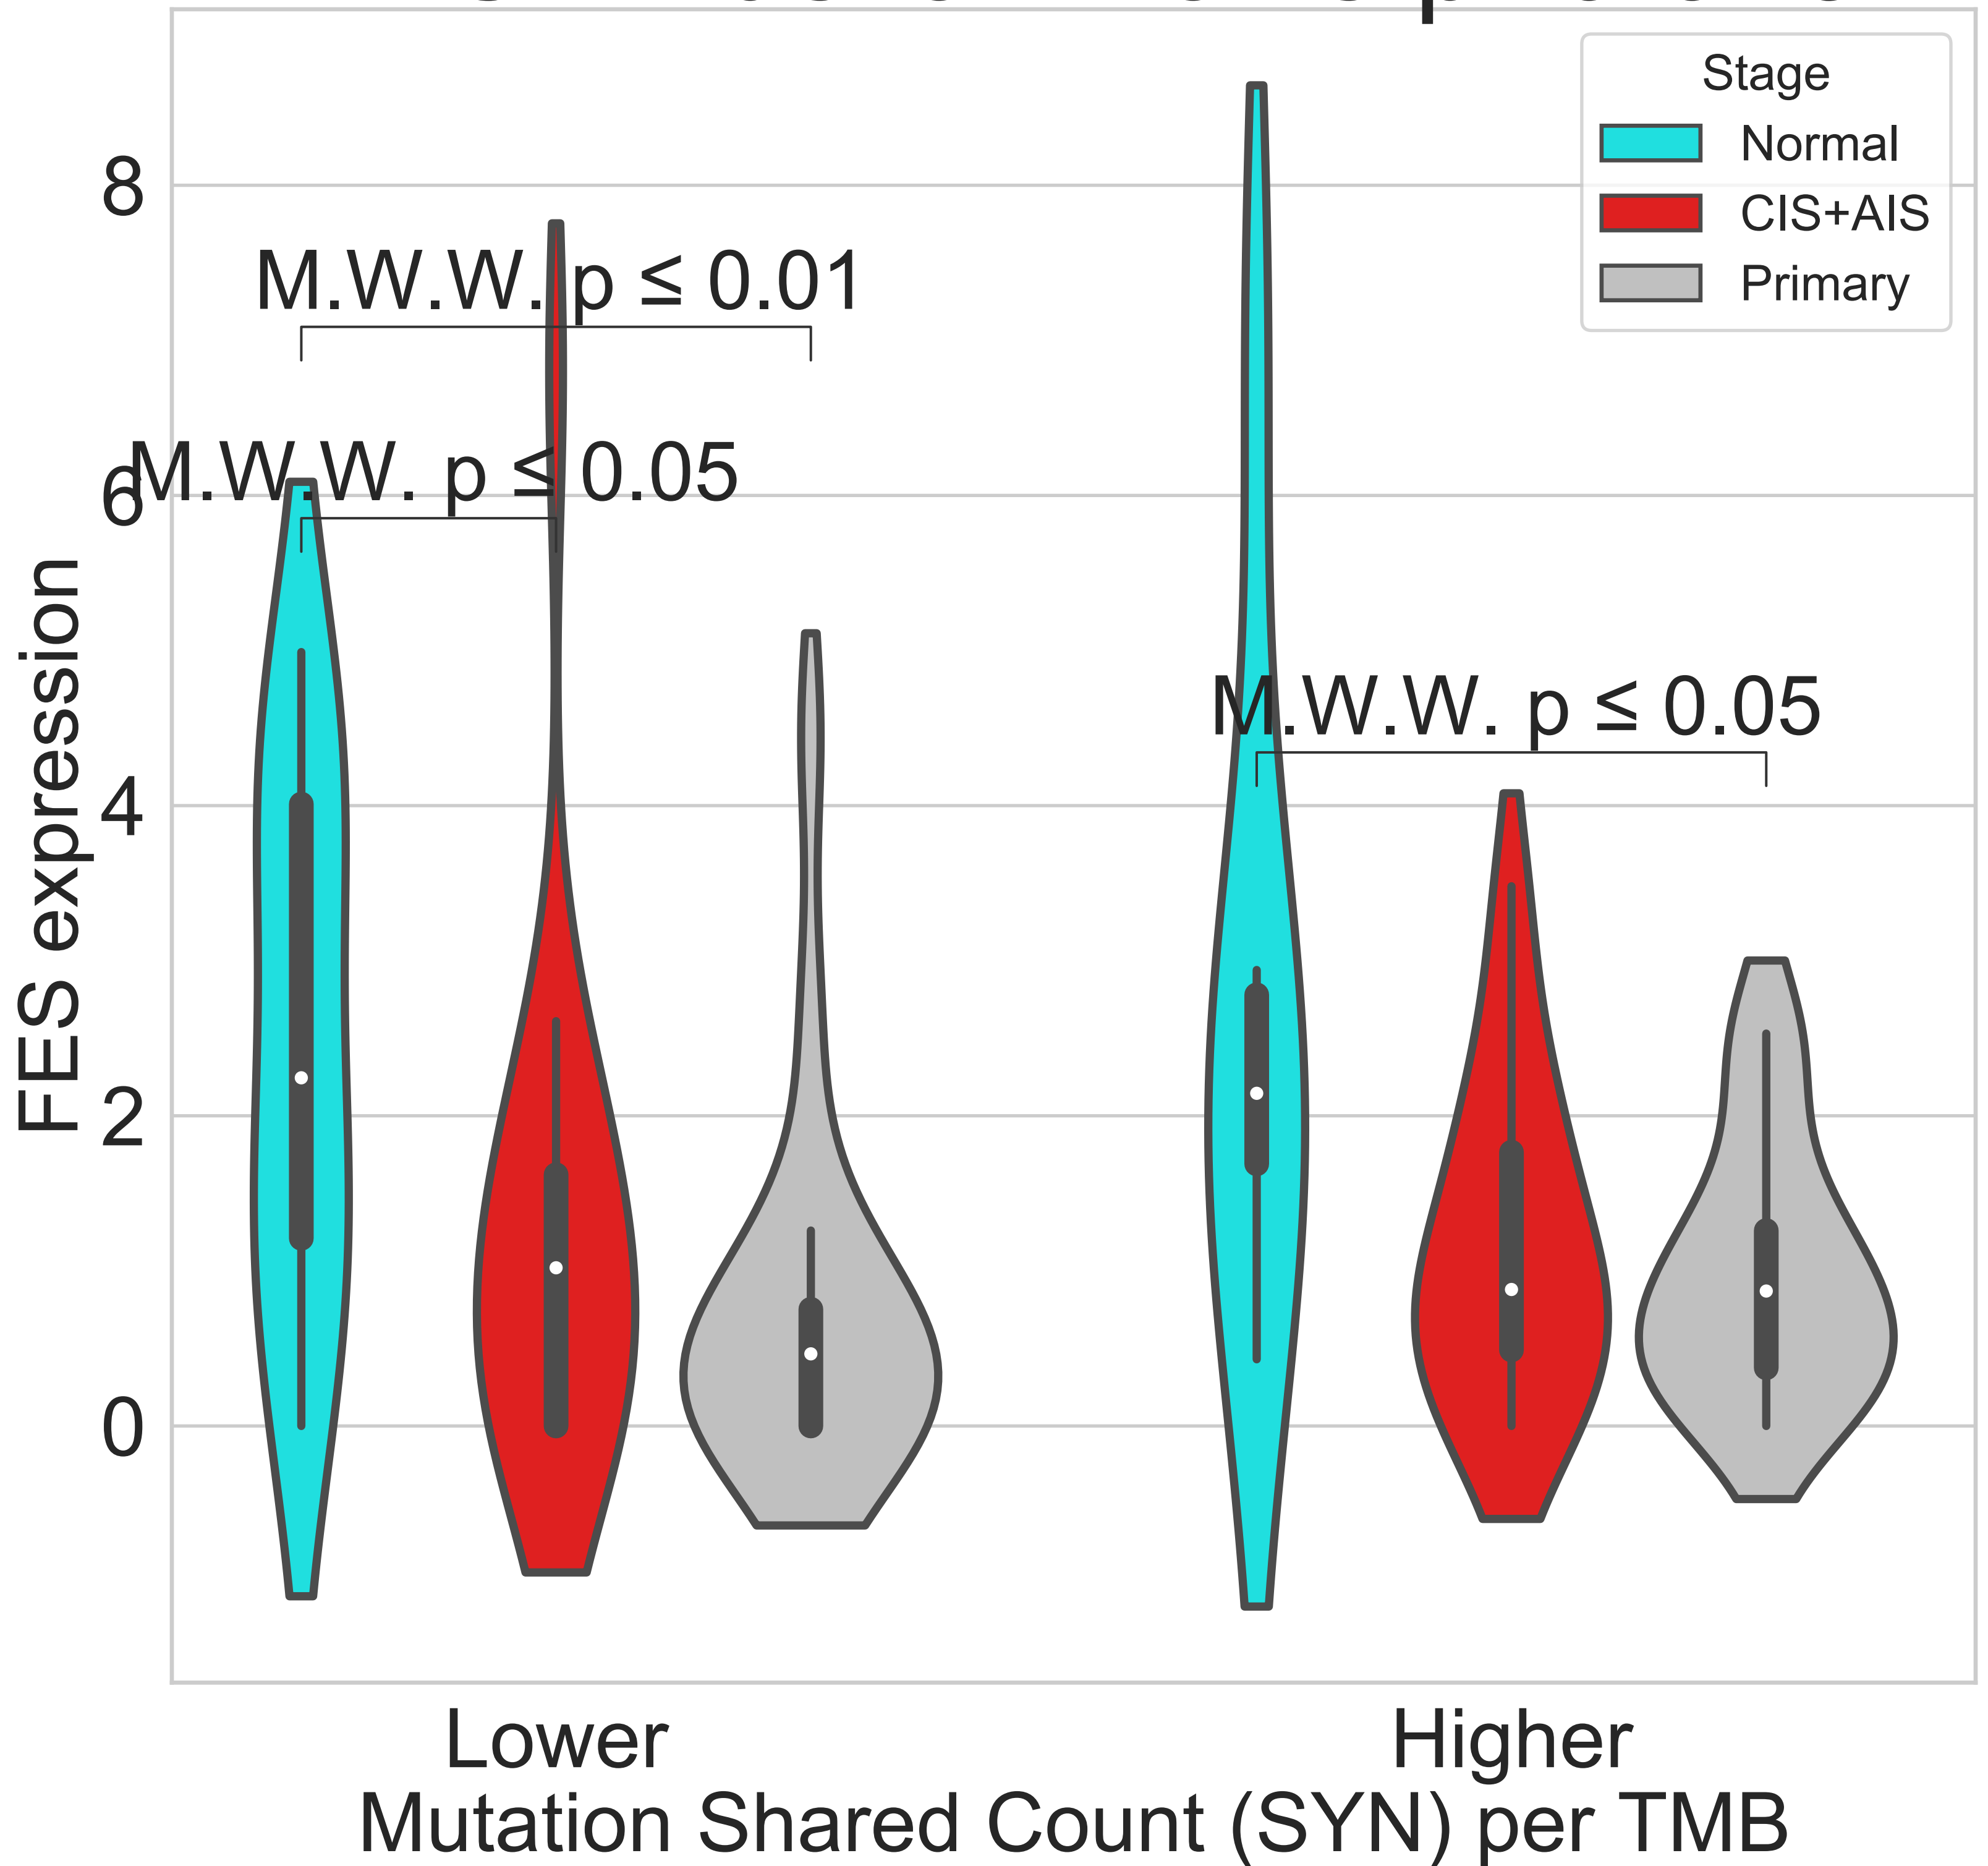 Stage
Normal
CIS+AIS
Primary
8
6
4
2
0
FES expression
M.W.W. p ≤ 0.01
M.W.W. p ≤ 0.05
M.W.W. p ≤ 0.05
Lower
Higher
Mutation Shared Count (SYN) per TMB